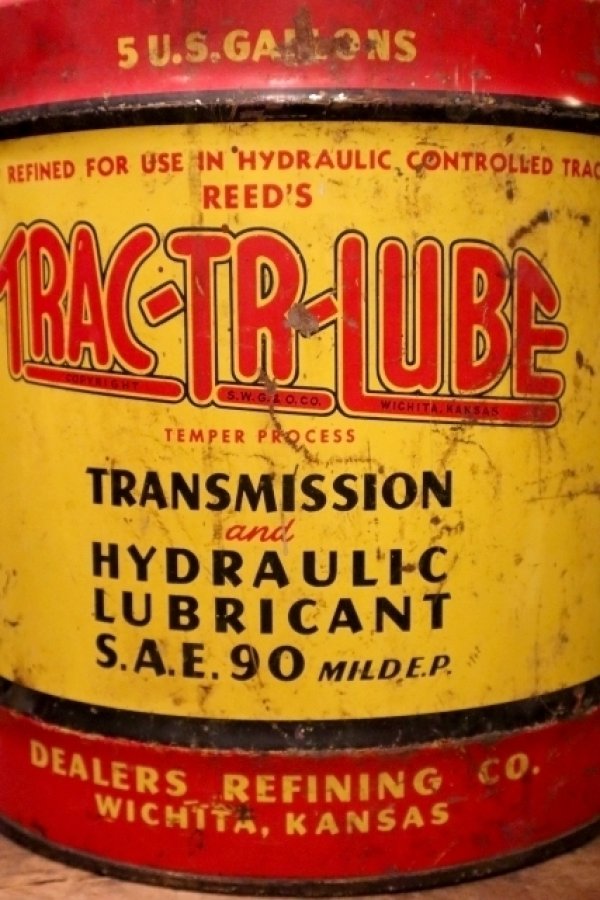 5 U.S. GALLONS
REFINED FOR USE IN HYDRAULIC CONTROLLED TRAC
REED'S
TRAC-TR-LUBE
COPYRIGHT S.W.G. & O. CO. WICHITA, KANSAS
TEMPER PROCESS
TRANSMISSION
and
HYDRAULIC
LUBRICANT
S.A.E. 90 MILD E.P.
DEALERS REFINING CO.
WICHITA, KANSAS